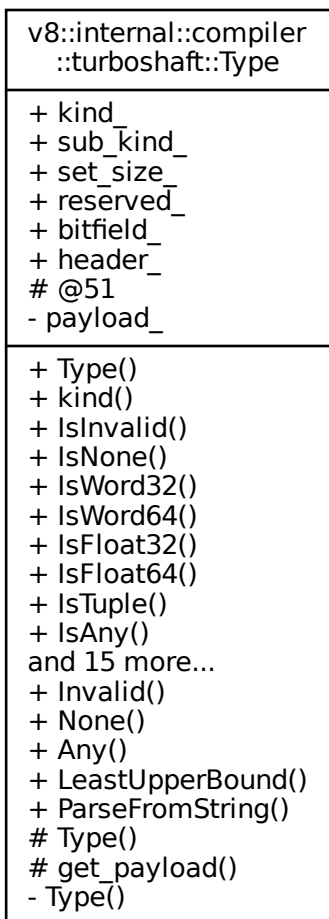 v8::internal::compiler
::turboshaft::Type
+ kind_
+ sub_kind_
+ set_size_
+ reserved_
+ bitfield_
+ header_
# @51
- payload_
+ Type()
+ kind()
+ IsInvalid()
+ IsNone()
+ IsWord32()
+ IsWord64()
+ IsFloat32()
+ IsFloat64()
+ IsTuple()
+ IsAny()
and 15 more...
+ Invalid()
+ None()
+ Any()
+ LeastUpperBound()
+ ParseFromString()
# Type()
# get_payload()
- Type()